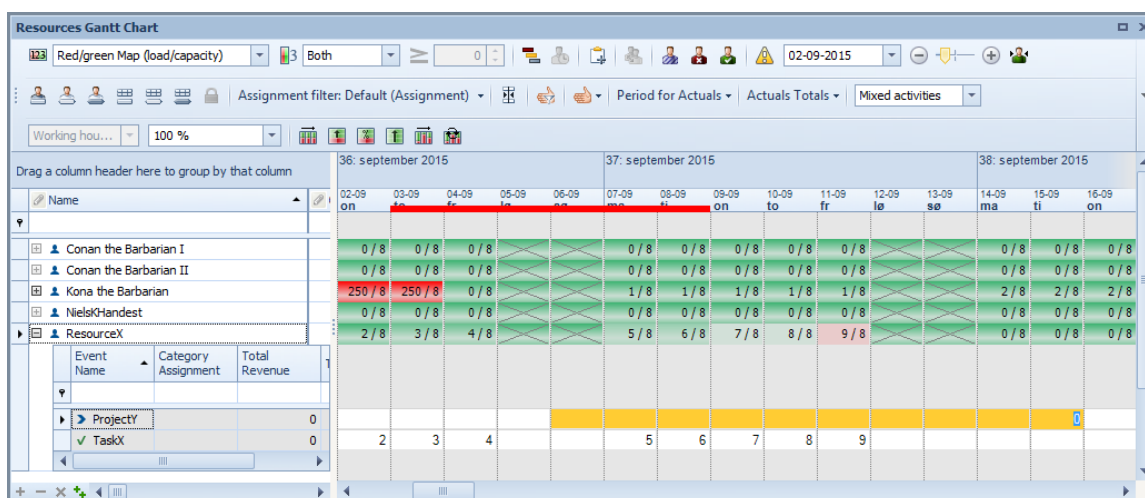 Resources Gantt Chart
123 Red/green Map (load/capacity) 3 Both 0 02-09-2015
Assignment filter: Default (Assignment) Period for Actuals Actuals Totals Mixed activities
Working hou... 100 %
Drag a column header here to group by that column
36: september 2015 37: september 2015 38: september 2015
02-09 03-09 04-09 05-09 06-09 07-09 08-09 09-09 10-09 11-09 12-09 13-09 14-09 15-09 16-09
Name on to fr lø sø ma ti on to fr lø sø ma ti on
Conan the Barbarian I 0 / 8 0 / 8 0 / 8 0 / 8 0 / 8 0 / 8 0 / 8 0 / 8 0 / 8 0 / 8 0 / 8
Conan the Barbarian II 0 / 8 0 / 8 0 / 8 0 / 8 0 / 8 0 / 8 0 / 8 0 / 8 0 / 8 0 / 8 0 / 8
Kona the Barbarian 250 / 8 250 / 8 0 / 8 1 / 8 1 / 8 1 / 8 1 / 8 1 / 8 2 / 8 2 / 8 2 / 8
NielsKHandest 0 / 8 0 / 8 0 / 8 0 / 8 0 / 8 0 / 8 0 / 8 0 / 8 0 / 8 0 / 8 0 / 8
ResourceX 2 / 8 3 / 8 4 / 8 5 / 8 6 / 8 7 / 8 8 / 8 9 / 8 0 / 8 0 / 8 0 / 8
Event Name Category Assignment Total Revenue
ProjectY 0 0
TaskX 0 2 3 4 5 6 7 8 9